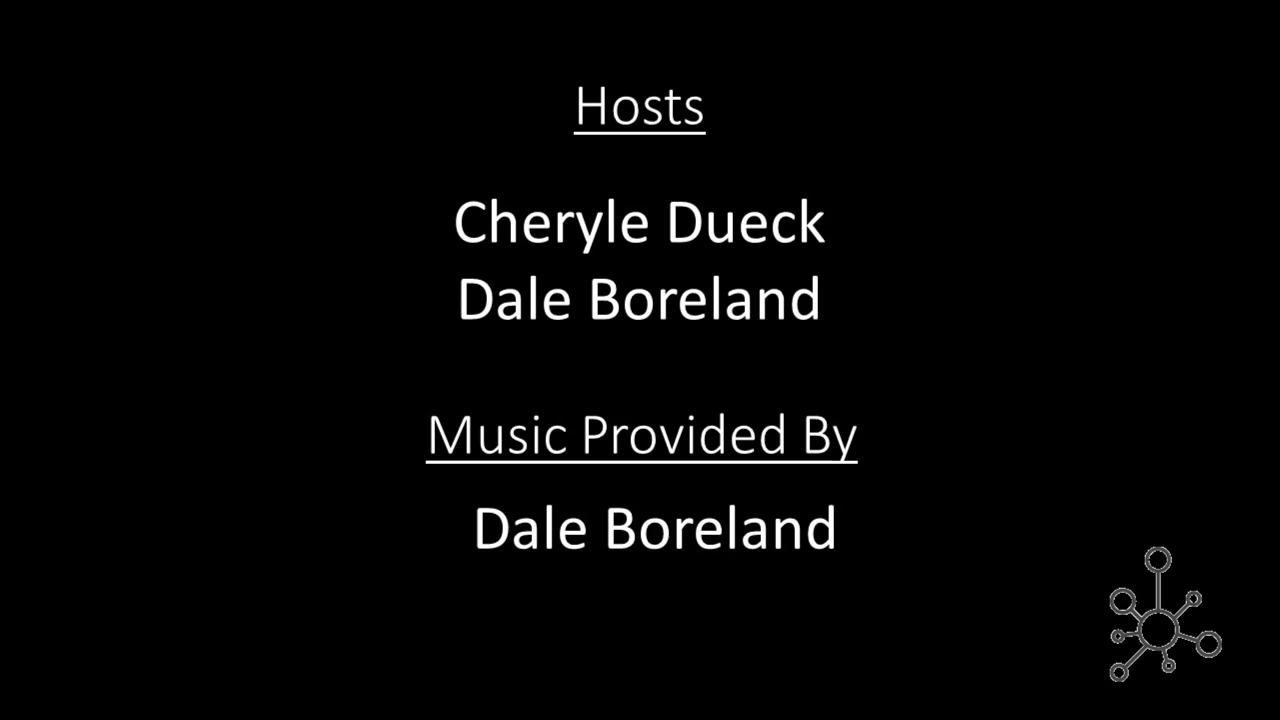 Hosts
Cheryle Dueck
Dale Boreland
Music Provided By
Dale Boreland